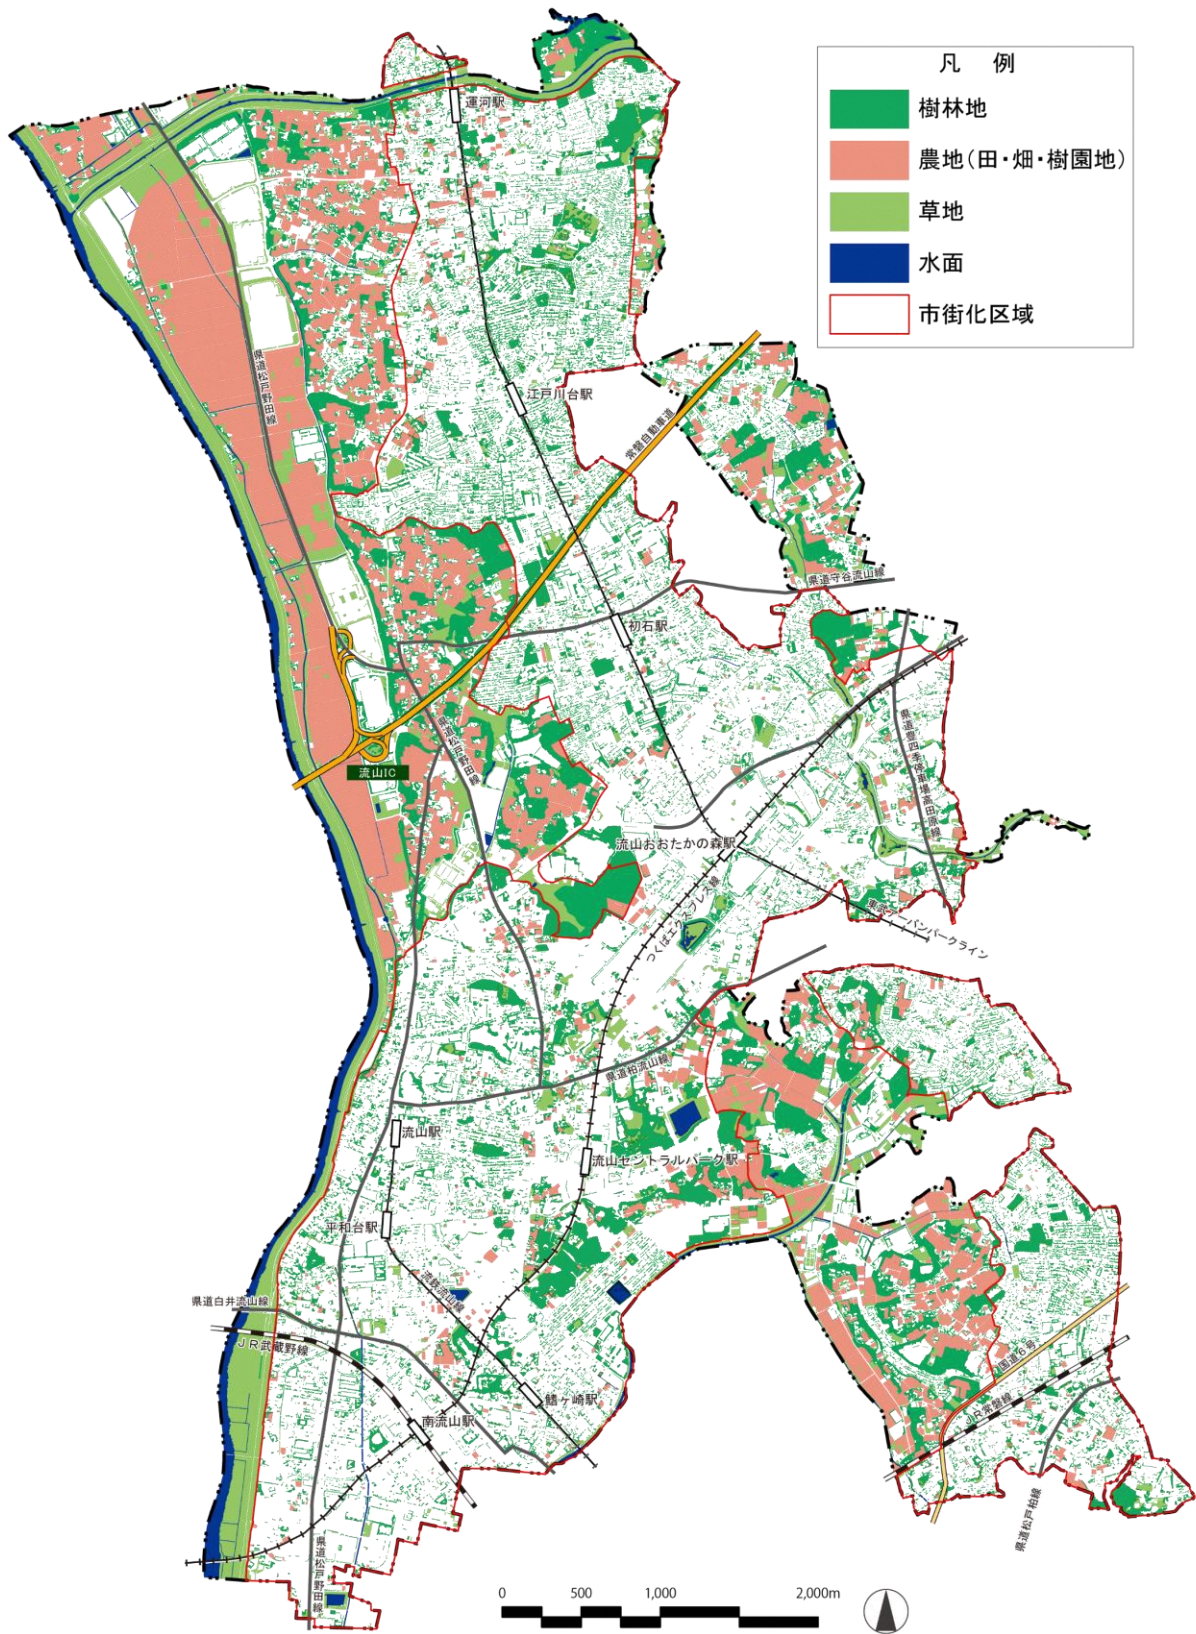 凡 例
樹林地
農地（田・畑・樹園地）
草地
水面
市街化区域
運河駅
県道松戸野田線
江戸川台駅
常磐自動車道
県道守谷流山線
初石駅
県道豊四季停車場高田原線
県道松戸野田線
流山IC
流山おおたかの森駅
つくばエクスプレス線
東武アーバンパークライン
県道柏流山線
流山駅
流山セントラルパーク駅
平和台駅
流鉄流山線
県道白井流山線
JR武蔵野線
国道6号
JR常磐線
鰭ヶ崎駅
南流山駅
県道松戸柏線
県道松戸野田線
0 500 1,000 2,000m